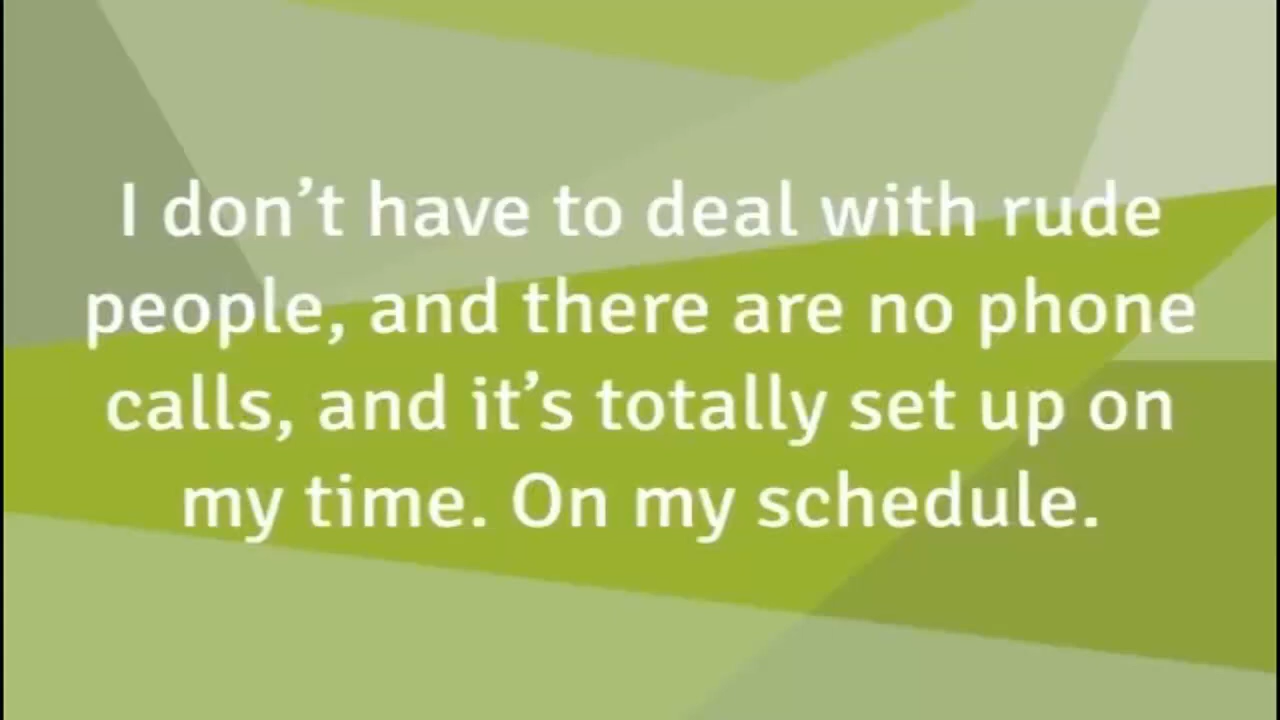 I don’t have to deal with rude
people, and there are no phone
calls, and it’s totally set up on
my time. On my schedule.